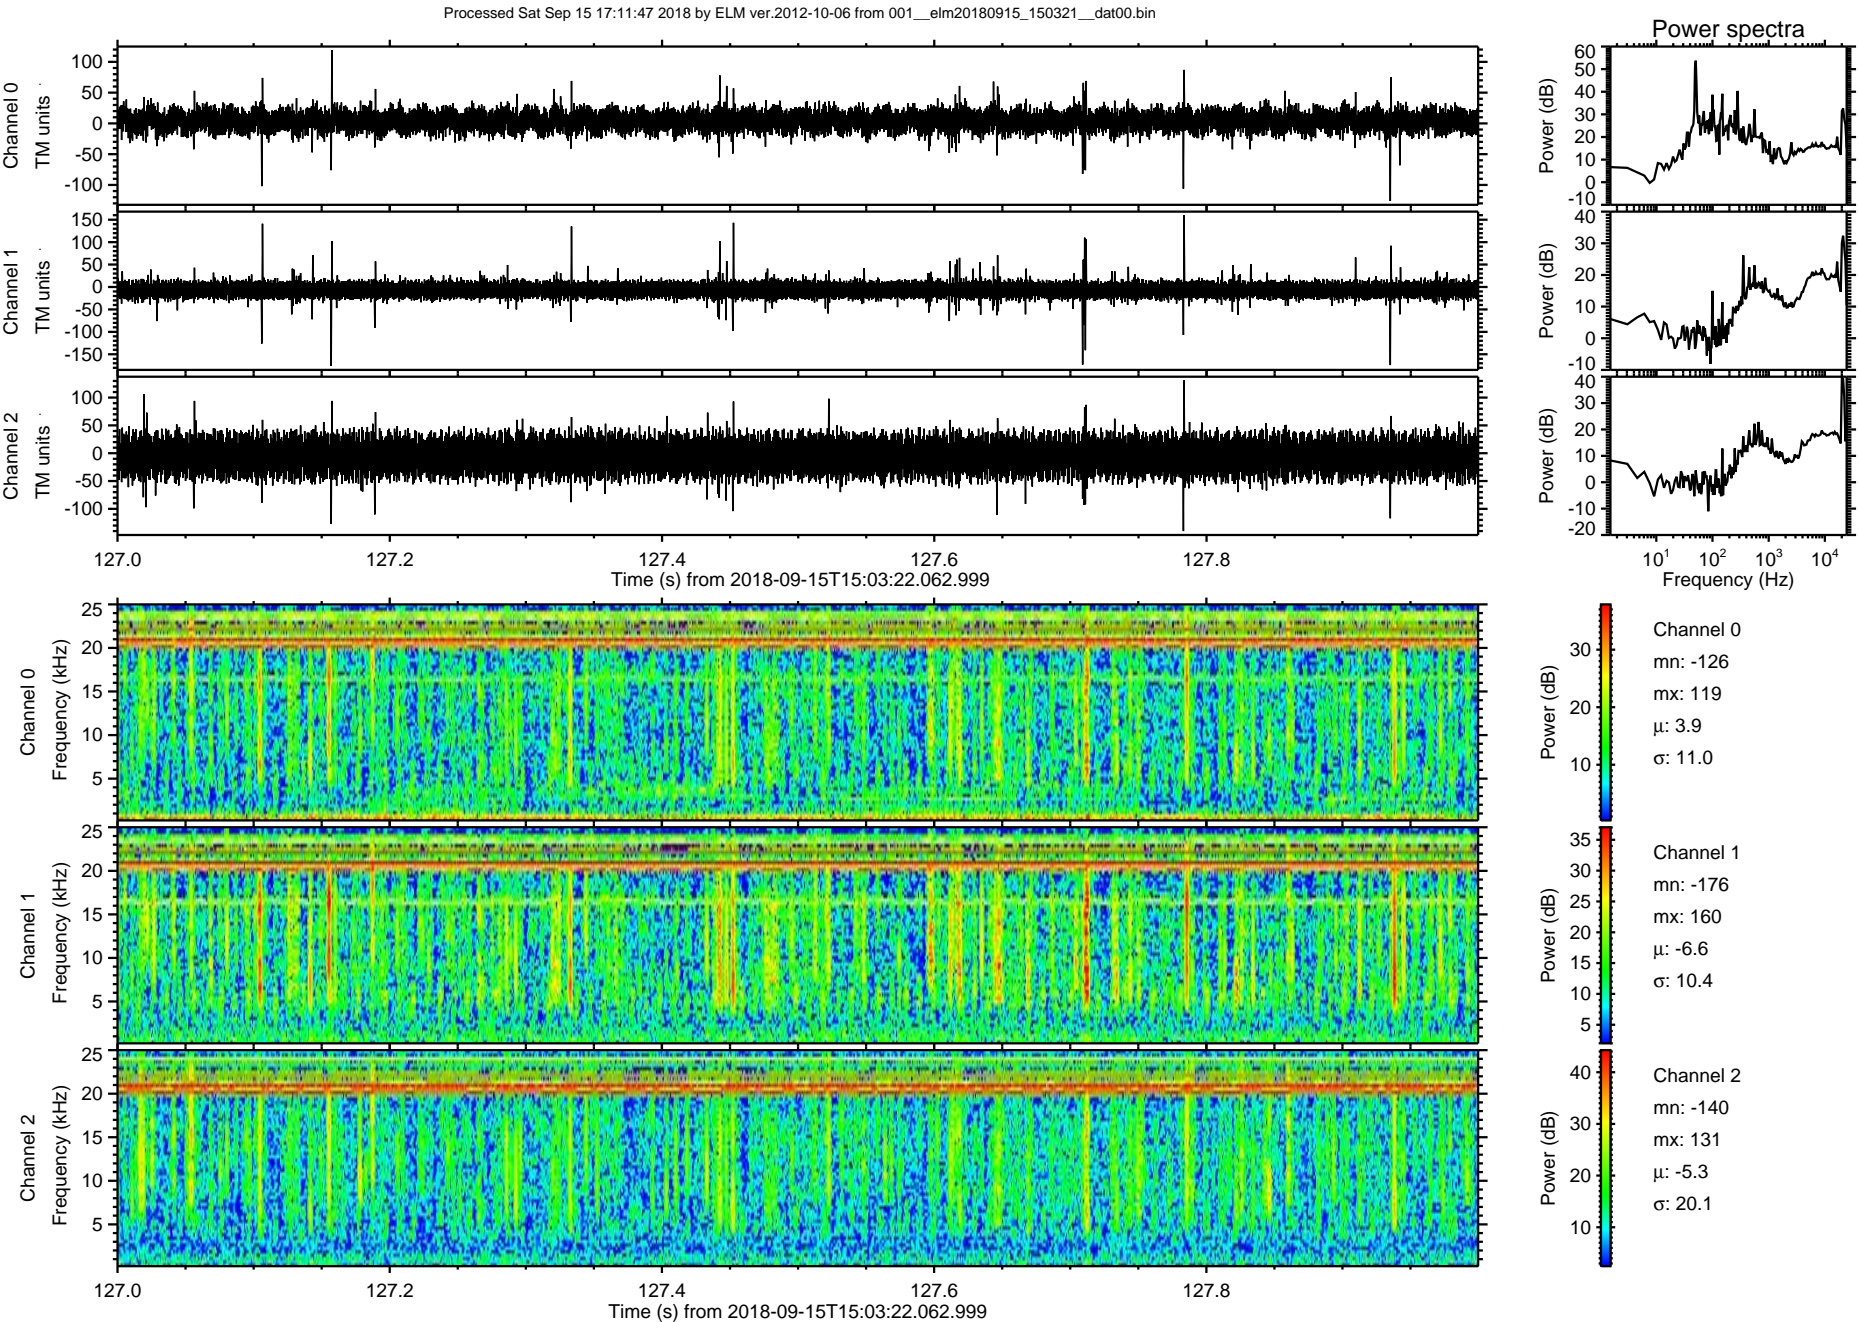 Processed Sat Sep 15 17:11:47 2018 by ELM ver.2012-10-06 from 001__elm20180915_150321__dat00.bin
Power spectra
Channel 0
TM units
100
50
0
-50
-100
Power (dB)
60
50
40
30
20
10
0
-10
Channel 1
TM units
150
100
50
0
-50
-100
-150
Power (dB)
40
30
20
10
0
-10
Channel 2
TM units
100
50
0
-50
-100
Power (dB)
40
30
20
10
0
-10
-20
127.0 127.2 127.4 127.6 127.8
Time (s) from 2018-09-15T15:03:22.062.999
10¹ 10² 10³ 10⁴
Frequency (Hz)
Channel 0
Frequency (kHz)
25
20
15
10
5
Power (dB)
30
20
10
Channel 0
mn: -126
mx: 119
μ: 3.9
σ: 11.0
Channel 1
Frequency (kHz)
25
20
15
10
5
Power (dB)
35
30
25
20
15
10
5
Channel 1
mn: -176
mx: 160
μ: -6.6
σ: 10.4
Channel 2
Frequency (kHz)
25
20
15
10
5
Power (dB)
40
30
20
10
Channel 2
mn: -140
mx: 131
μ: -5.3
σ: 20.1
127.0 127.2 127.4 127.6 127.8
Time (s) from 2018-09-15T15:03:22.062.999